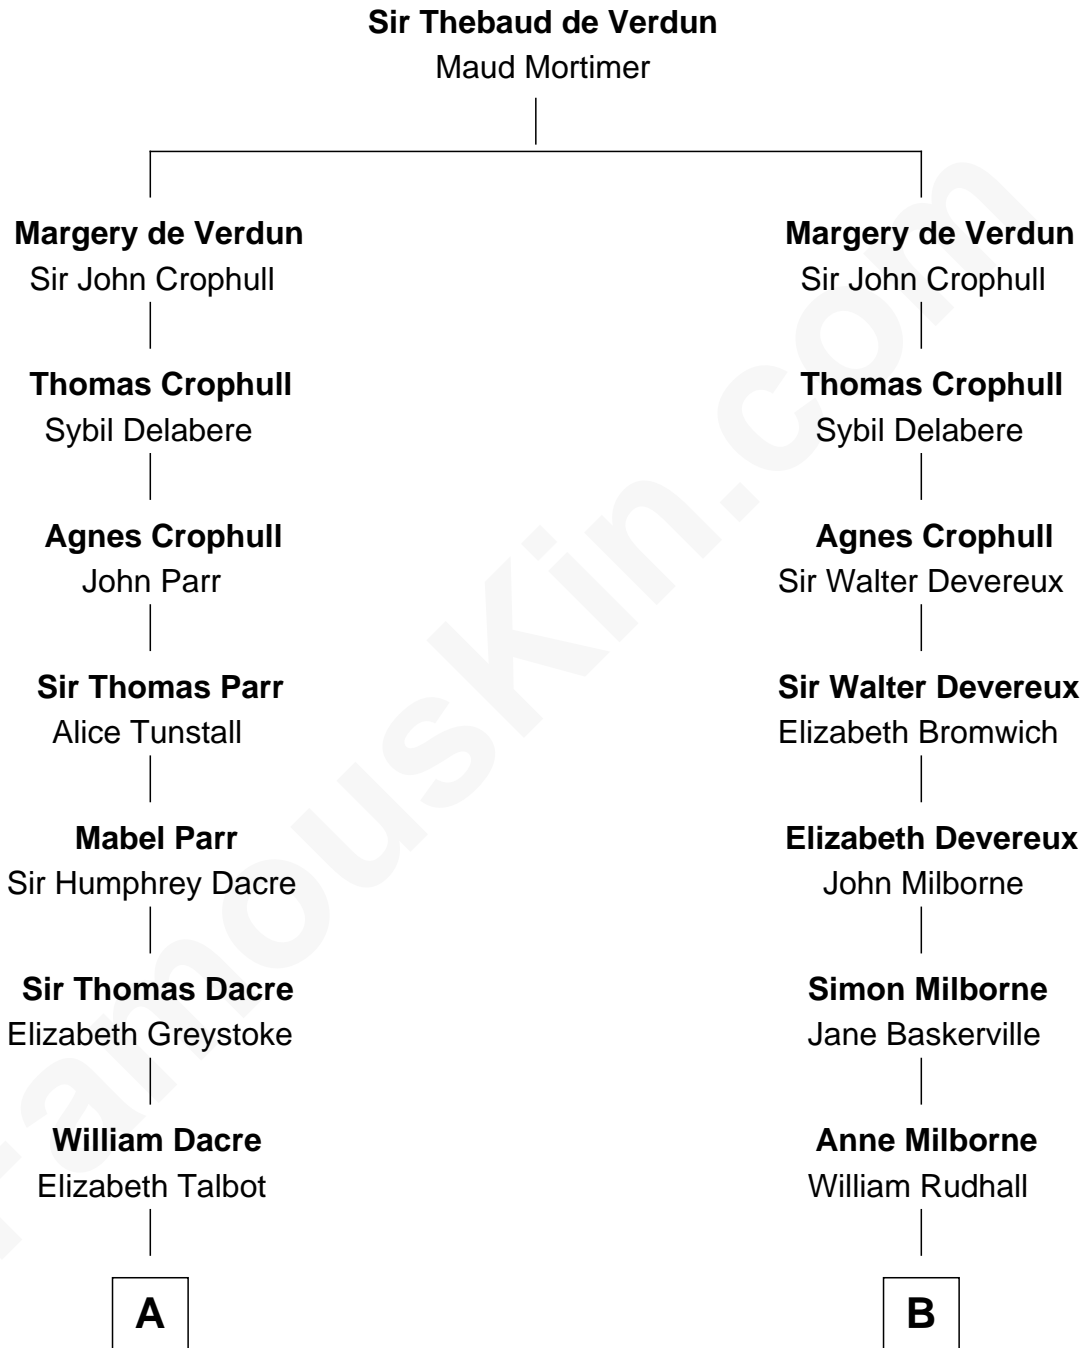 Sir Thebaud de Verdun
Maud Mortimer
Margery de Verdun
Sir John Crophull
Thomas Crophull
Sybil Delabere
Agnes Crophull
John Parr
Sir Thomas Parr
Alice Tunstall
Mabel Parr
Sir Humphrey Dacre
Sir Thomas Dacre
Elizabeth Greystoke
William Dacre
Elizabeth Talbot
A
Margery de Verdun
Sir John Crophull
Thomas Crophull
Sybil Delabere
Agnes Crophull
Sir Walter Devereux
Sir Walter Devereux
Elizabeth Bromwich
Elizabeth Devereux
John Milborne
Simon Milborne
Jane Baskerville
Anne Milborne
William Rudhall
B
FamousKin.com